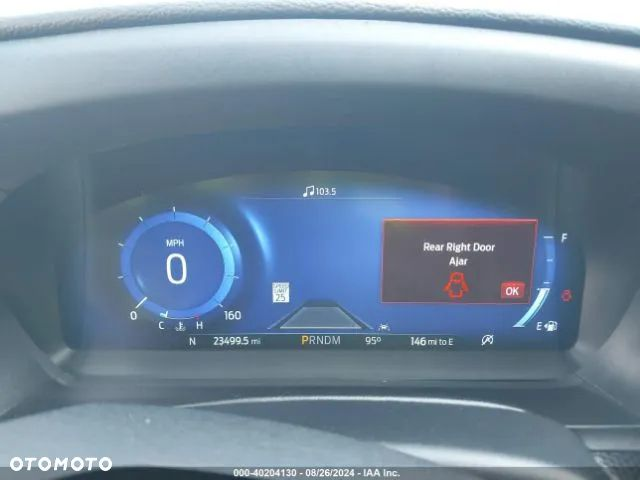 103.5
MPH
0
0 160
C H
SPEED LIMIT
25
Rear Right Door
Ajar
OK
F
E
N 23499.5 mi PRNDM 95° 146 mi to E
OTOMOTO
000-40204130 - 08/26/2024 - IAA Inc.